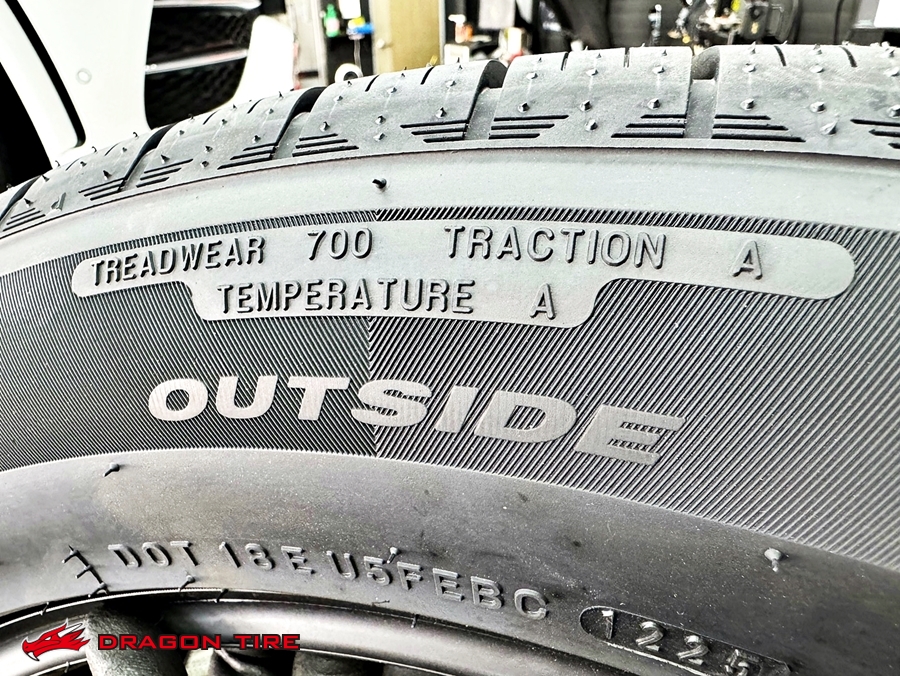 TREADWEAR 700 TRACTION A
TEMPERATURE A
OUTSIDE
DOT 18E U5FEBC 1225
DRAGON TIRE